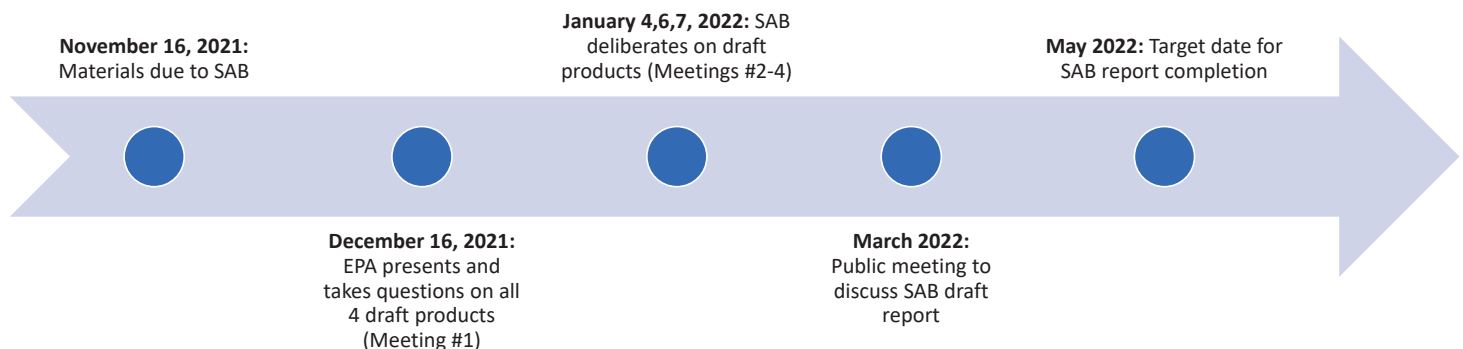 November 16, 2021:
Materials due to SAB
December 16, 2021:
EPA presents and
takes questions on all
4 draft products
(Meeting #1)
January 4,6,7, 2022: SAB
deliberates on draft
products (Meetings #2-4)
March 2022:
Public meeting to
discuss SAB draft
report
May 2022: Target date for
SAB report completion